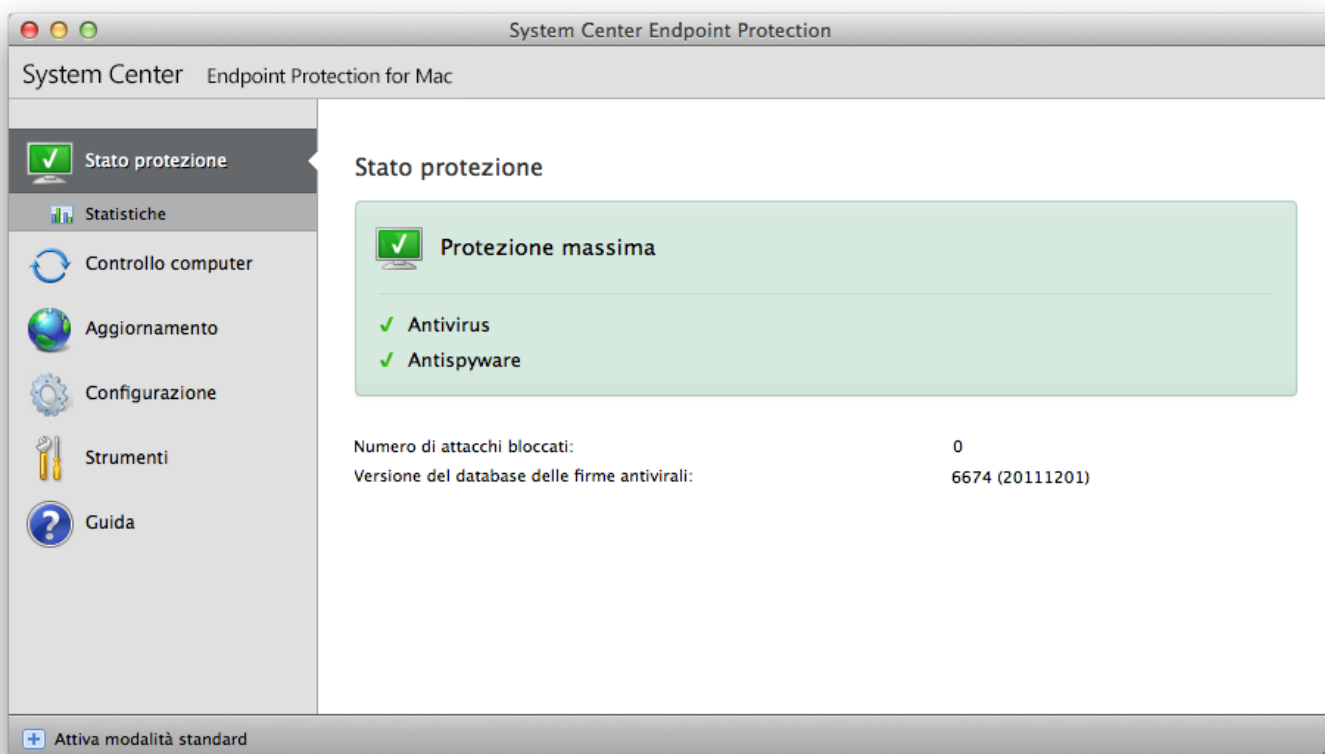 System Center Endpoint Protection
System Center Endpoint Protection for Mac
Stato protezione
Statistiche
Controllo computer
Aggiornamento
Configurazione
Strumenti
Guida
Stato protezione
Protezione massima
Antivirus
Antispyware
Numero di attacchi bloccati: 0
Versione del database delle firme antivirali: 6674 (20111201)
Attiva modalità standard